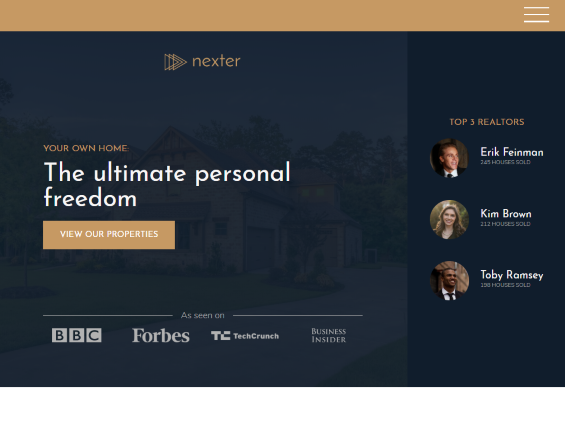 nexter
YOUR OWN HOME:
The ultimate personal
freedom
VIEW OUR PROPERTIES
As seen on
BBC
Forbes
TechCrunch
BUSINESS
INSIDER
TOP 3 REALTORS
Erik Feinman
245 HOUSES SOLD
Kim Brown
212 HOUSES SOLD
Toby Ramsey
198 HOUSES SOLD